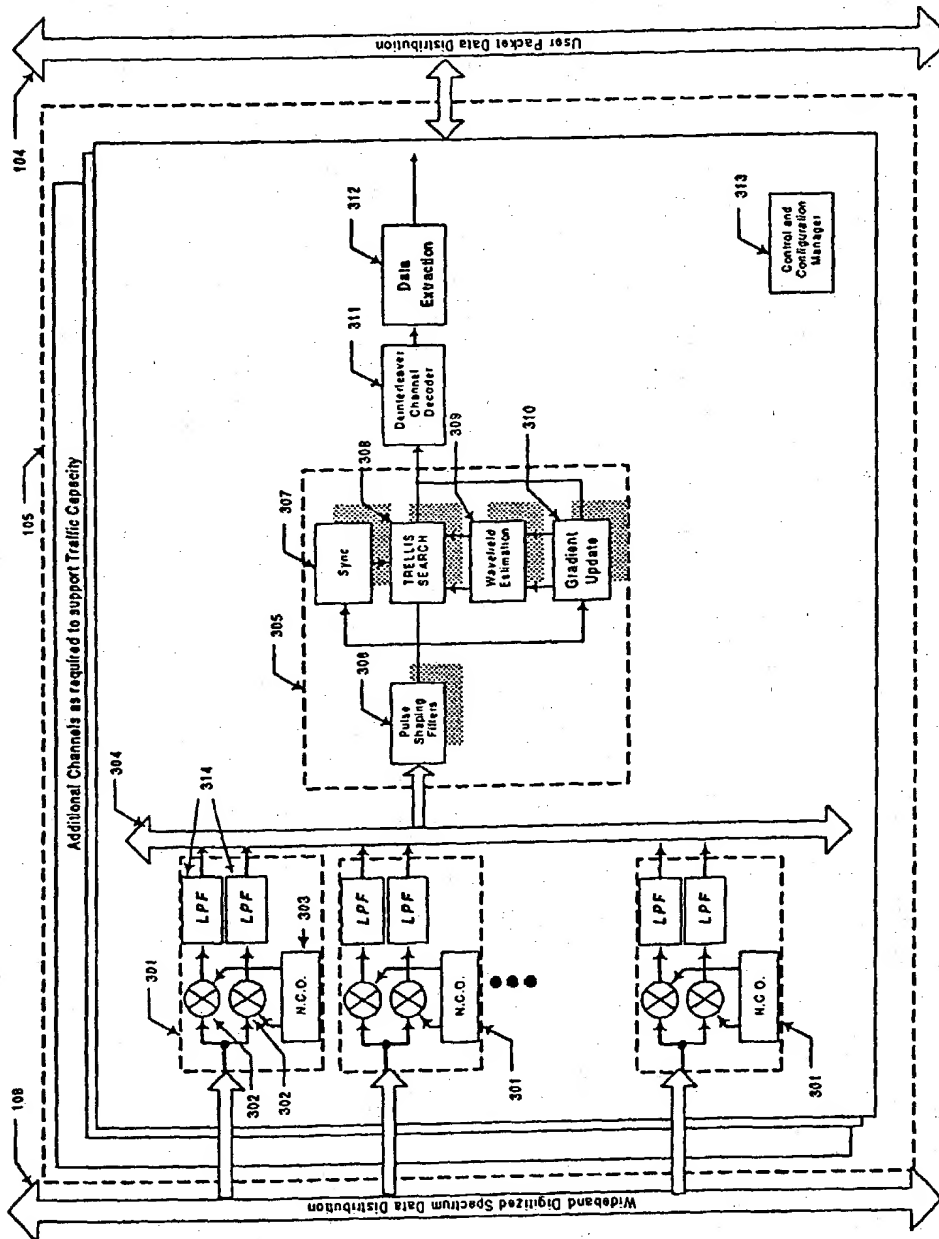 104
User Packet Data Distribution
105
Additional Channels as required to support Traffic Capacity
312
Data
Extraction
313
Control and
Configuration
Manager
311
Deinterleaver
Channel
Decoder
308
309
310
307
Sync
TRELLIS
SEARCH
Wavefield
Estimation
Gradient
Update
305
306
Pulse
Shaping
Filters
304
314
LPF
LPF
303
N.C.O.
301
302
302
LPF
LPF
N.C.O.
301
LPF
LPF
N.C.O.
301
108
Wideband Digitized Spectrum Data Distribution